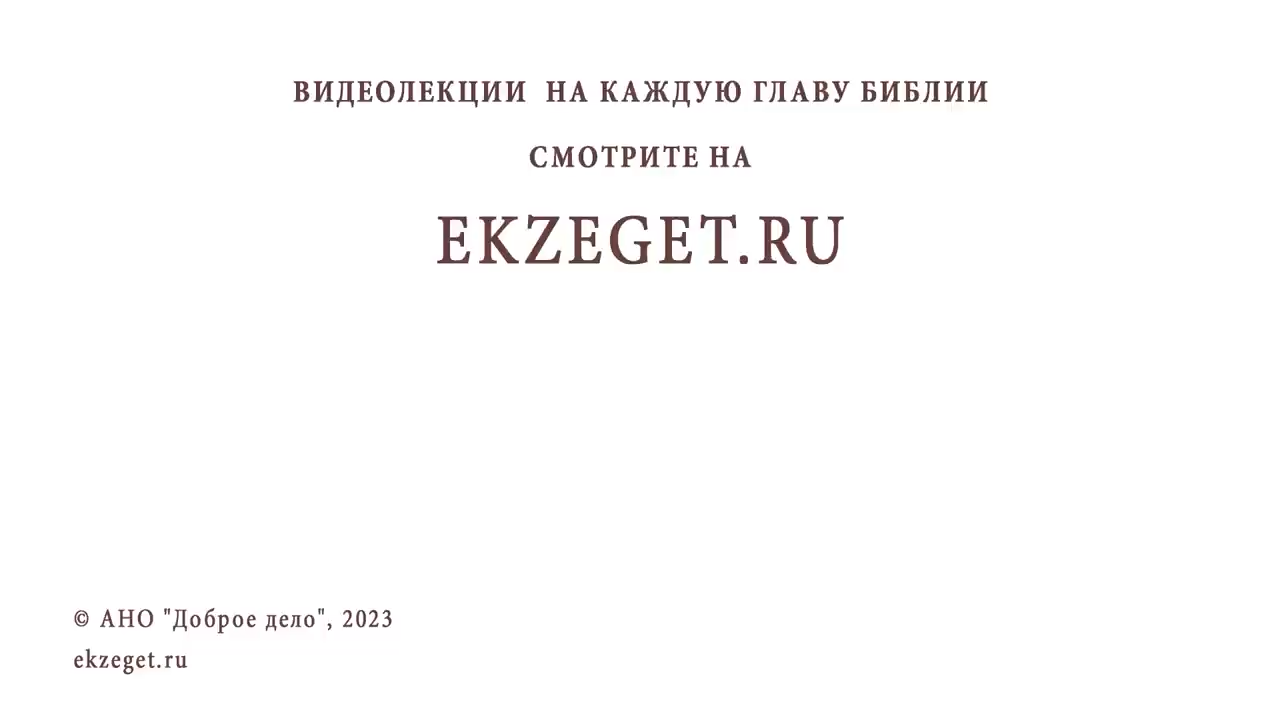 ВИДЕОЛЕКЦИИ НА КАЖДУЮ ГЛАВУ БИБЛИИ
СМОТРИТЕ НА
EKZEGET.RU
© АНО "Доброе дело", 2023
ekzeget.ru